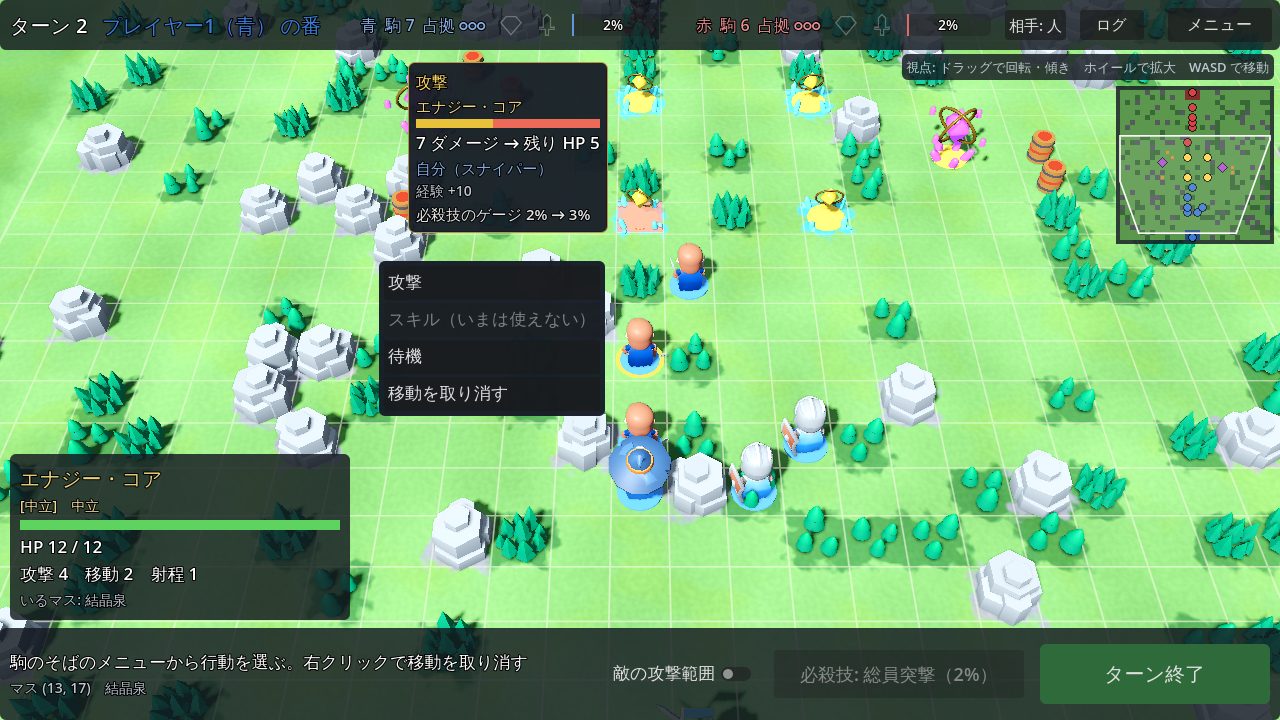 ターン 2 プレイヤー1（青）の番 青 駒 7 占拠 2% 赤 駒 6 占拠 2% 相手: 人 ログ メニュー
視点: ドラッグで回転・傾き ホイールで拡大 WASD で移動
攻撃
エナジー・コア
7 ダメージ → 残り HP 5
自分（スナイパー）
経験 +10
必殺技のゲージ 2% → 3%
攻撃
スキル（いまは使えない）
待機
移動を取り消す
エナジー・コア
[中立] 中立
HP 12 / 12
攻撃 4 移動 2 射程 1
いるマス: 結晶泉
駒のそばのメニューから行動を選ぶ。右クリックで移動を取り消す
マス (13, 17) 結晶泉
敵の攻撃範囲
必殺技: 総員突撃（2%）
ターン終了